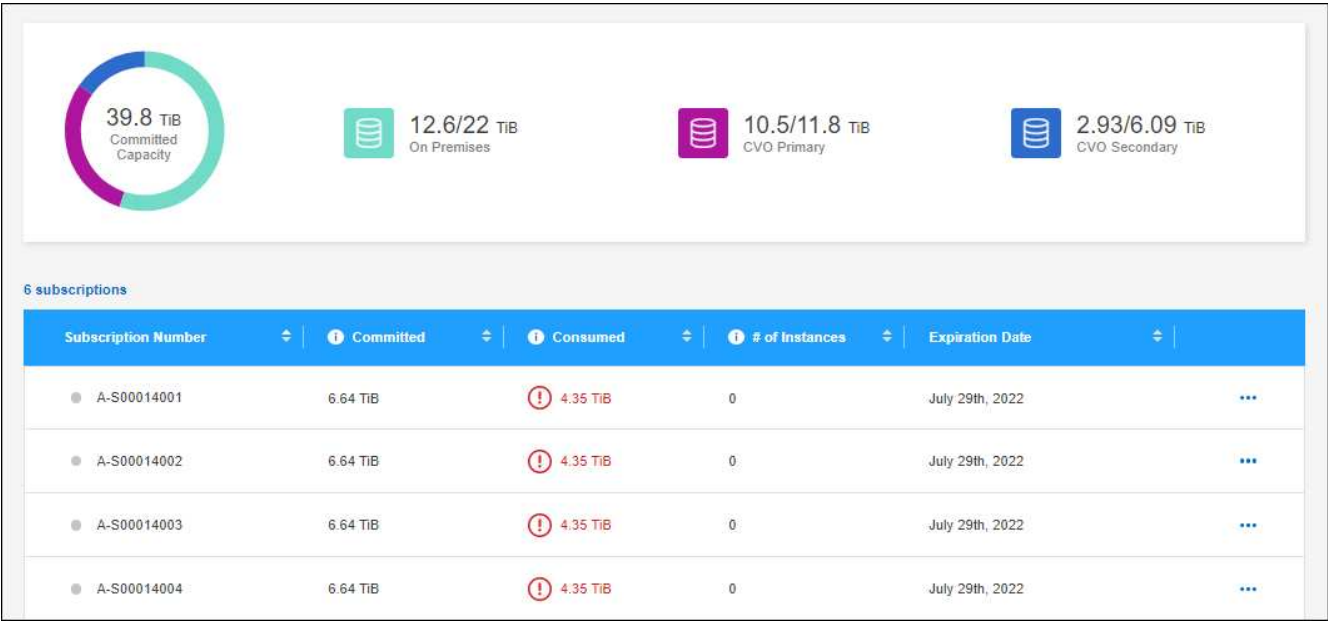 39.8 TiB
Committed
Capacity
12.6/22 TiB
On Premises
10.5/11.8 TiB
CVO Primary
2.93/6.09 TiB
CVO Secondary
6 subscriptions
Subscription Number Committed Consumed # of Instances Expiration Date
A-S00014001 6.64 TiB 4.35 TiB 0 July 29th, 2022
A-S00014002 6.64 TiB 4.35 TiB 0 July 29th, 2022
A-S00014003 6.64 TiB 4.35 TiB 0 July 29th, 2022
A-S00014004 6.64 TiB 4.35 TiB 0 July 29th, 2022